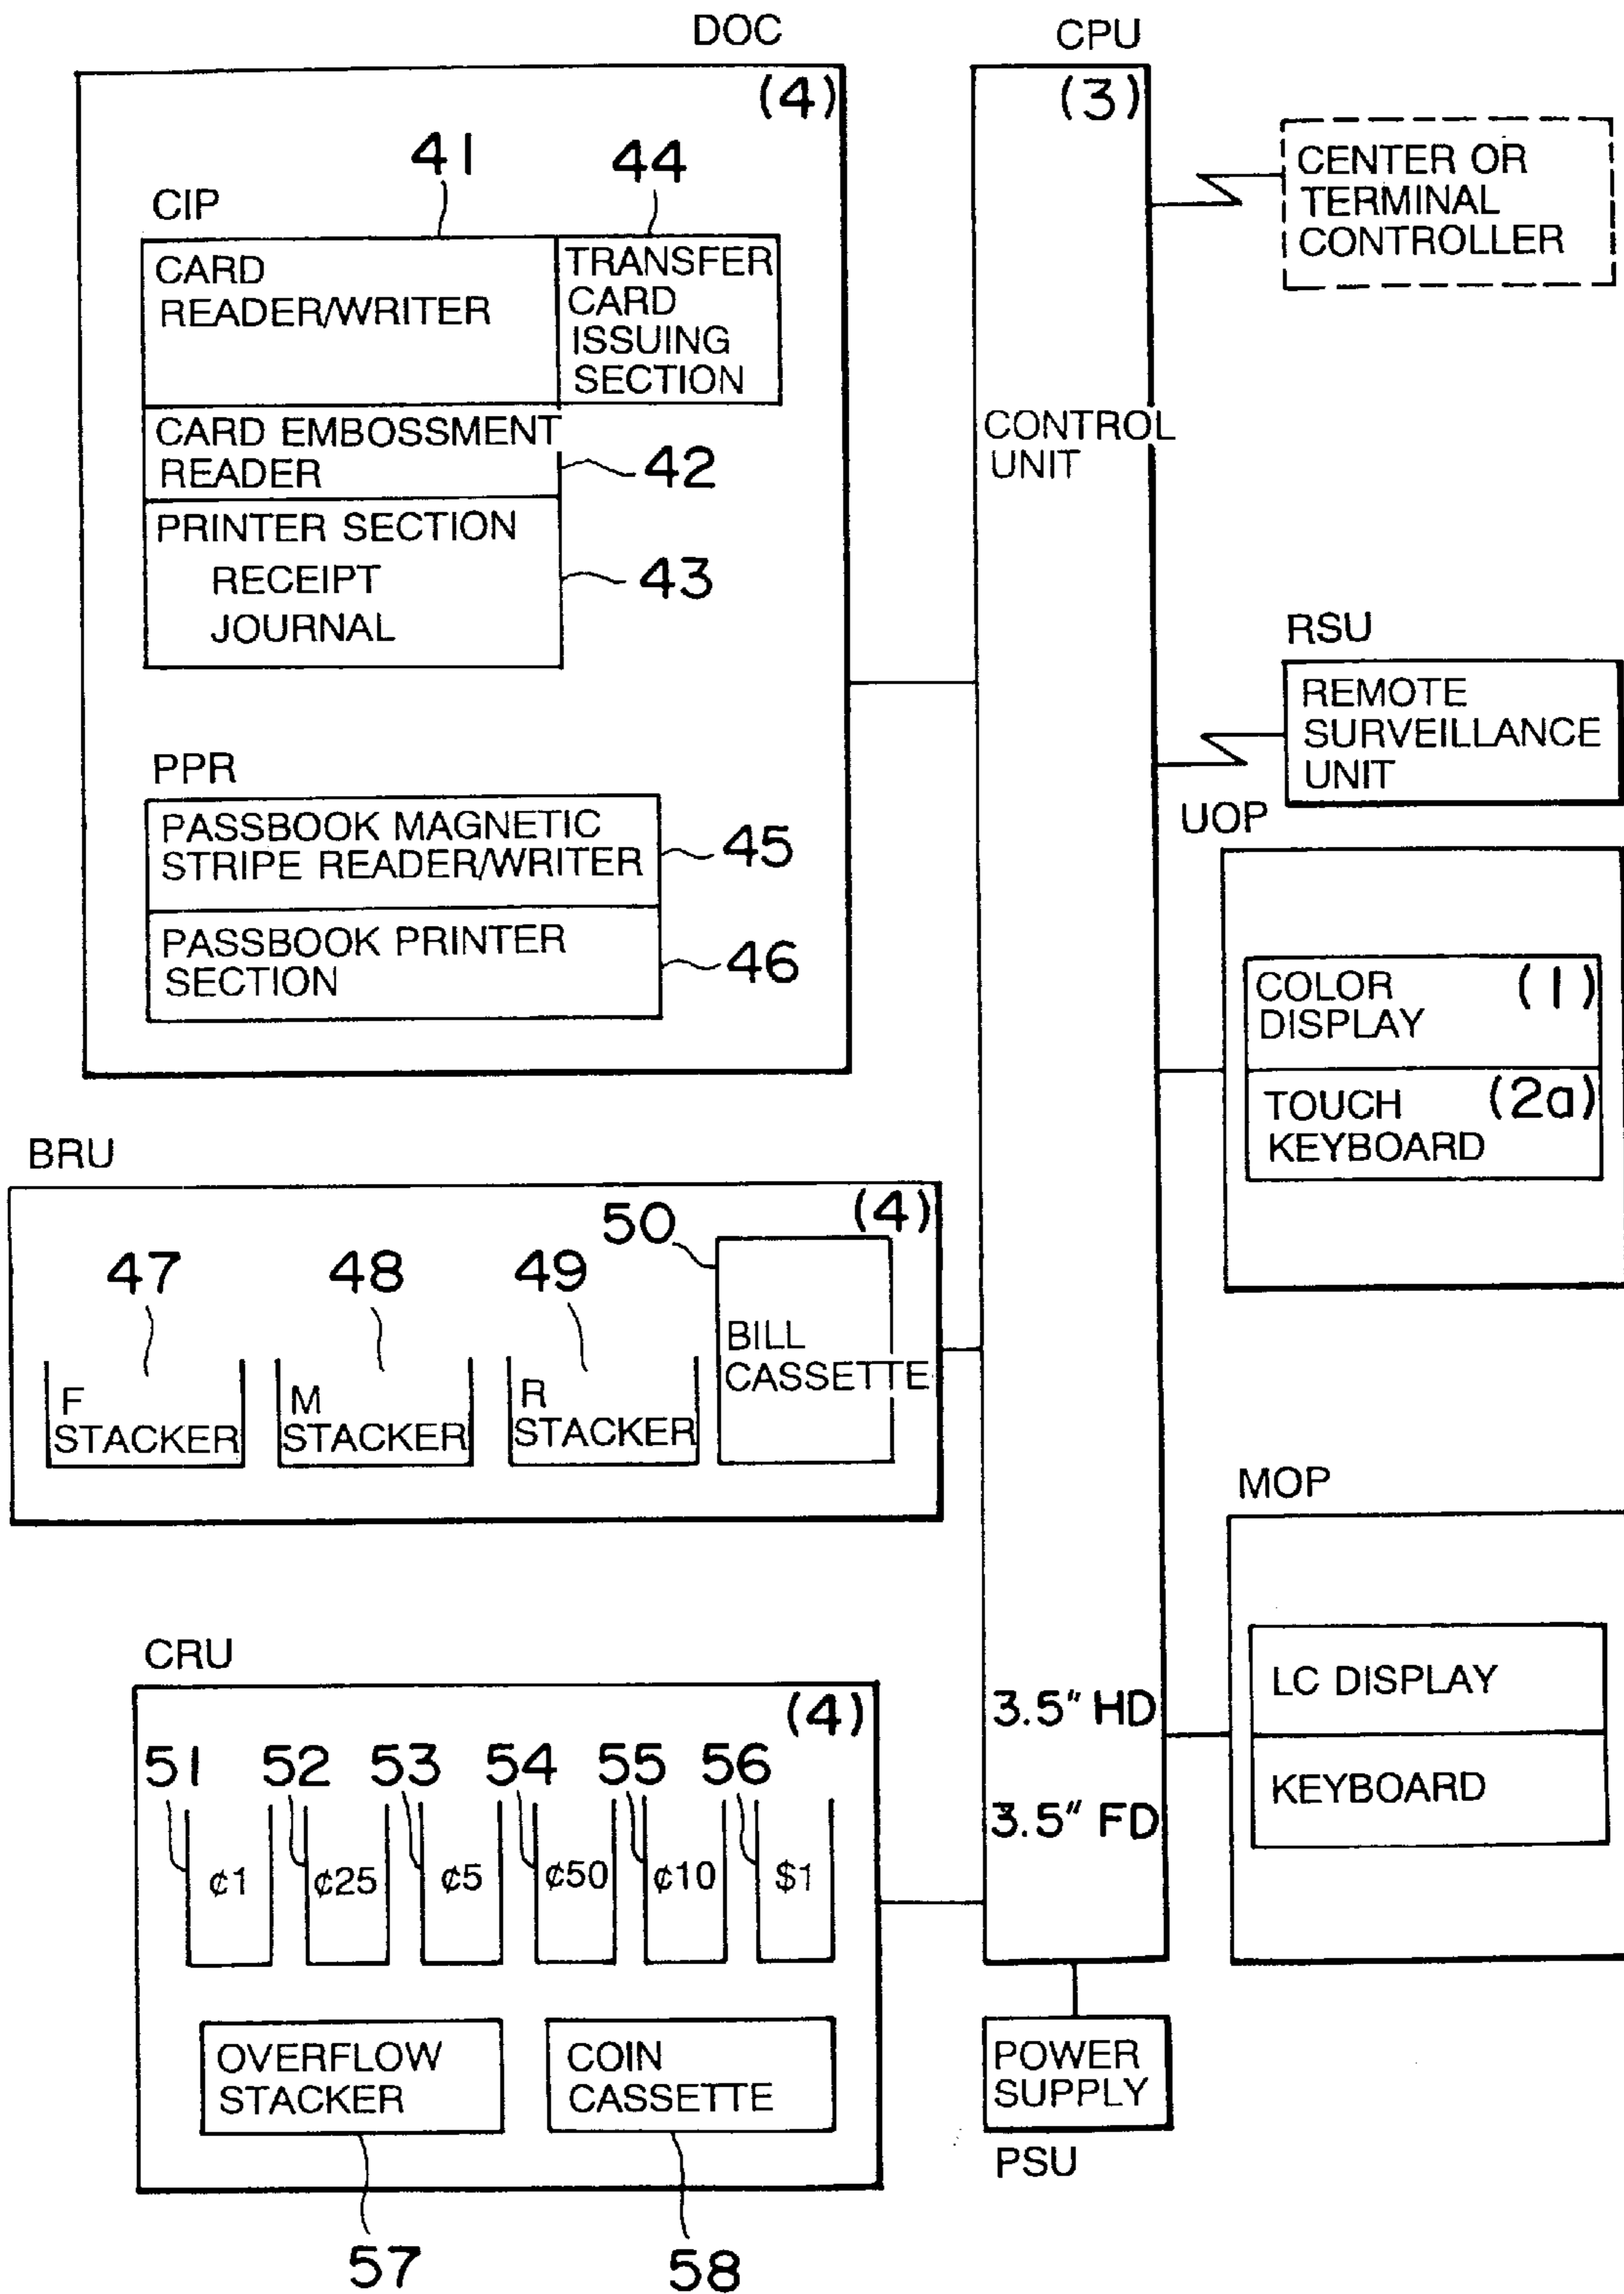 DOC
(4)
41
44
CIP
CARD
READER/WRITER
TRANSFER
CARD
ISSUING
SECTION
CARD EMBOSSMENT
READER
42
PRINTER SECTION
RECEIPT
JOURNAL
43
PPR
PASSBOOK MAGNETIC
STRIPE READER/WRITER
45
PASSBOOK PRINTER
SECTION
46
BRU
(4)
47
48
49
50
F
STACKER
M
STACKER
R
STACKER
BILL
CASSETTE
CRU
(4)
51
52
53
54
55
56
¢1
¢25
¢5
¢50
¢10
$1
OVERFLOW
STACKER
COIN
CASSETTE
57
58
CPU
(3)
CONTROL
UNIT
3.5" HD
3.5" FD
POWER
SUPPLY
PSU
CENTER OR
TERMINAL
CONTROLLER
RSU
REMOTE
SURVEILLANCE
UNIT
UOP
COLOR
DISPLAY
(1)
TOUCH
KEYBOARD
(2a)
MOP
LC DISPLAY
KEYBOARD